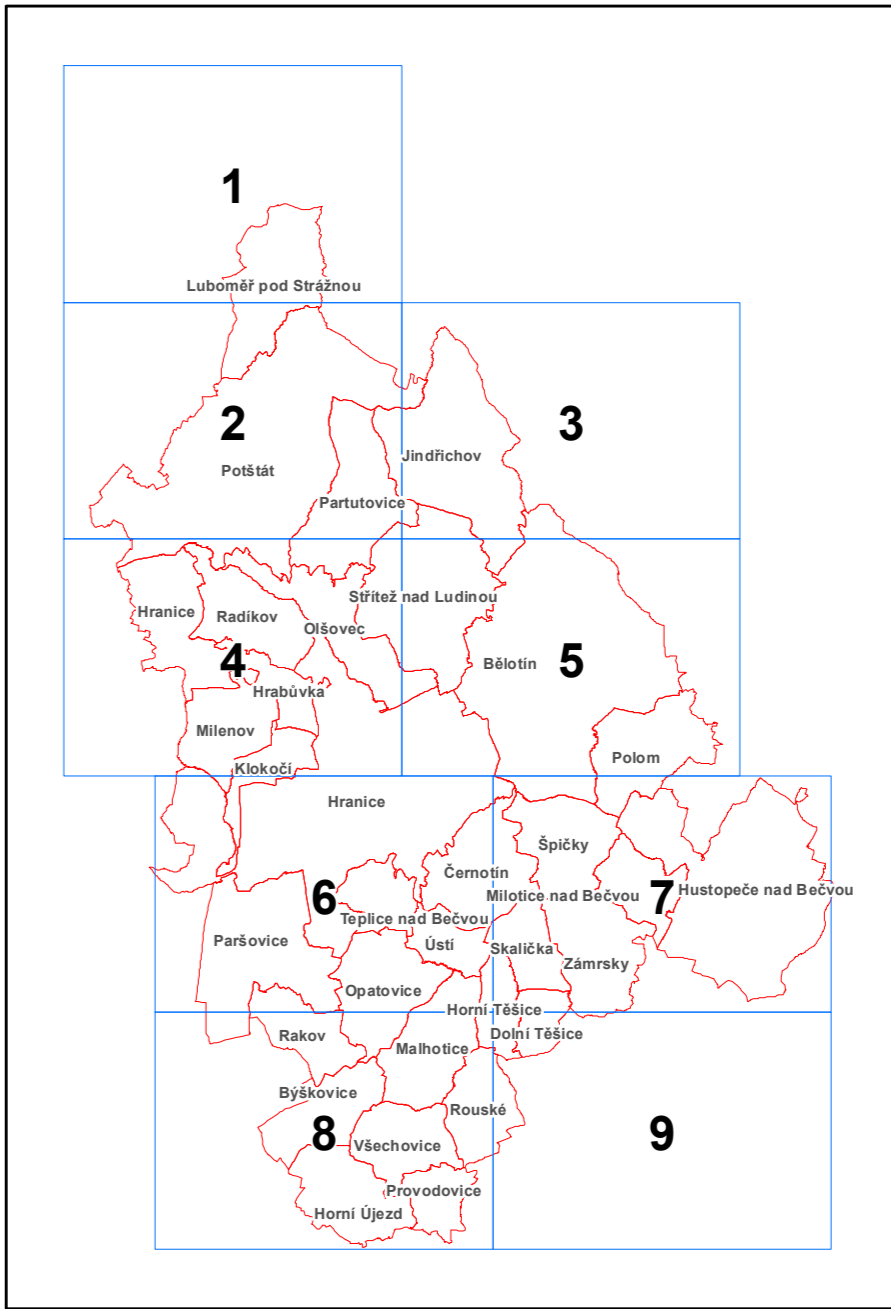 1
Luboměř pod Strážnou
2
3
Potštát
Jindřichov
Partutovice
Hranice
Radíkov
Střítež nad Ludinou
Olšovec
4
5
Bělotín
Hrabůvka
Milenov
Klokočí
Polom
Hranice
Špičky
Černotín
6
7
Milotice nad Bečvou
Hustopeče nad Bečvou
Teplice nad Bečvou
Paršovice
Ústí
Skalička
Zámrsky
Opatovice
Horní Těšice
Rakov
Dolní Těšice
Malhotice
Býškovice
Rouské
8
9
Všechovice
Provodovice
Horní Újezd